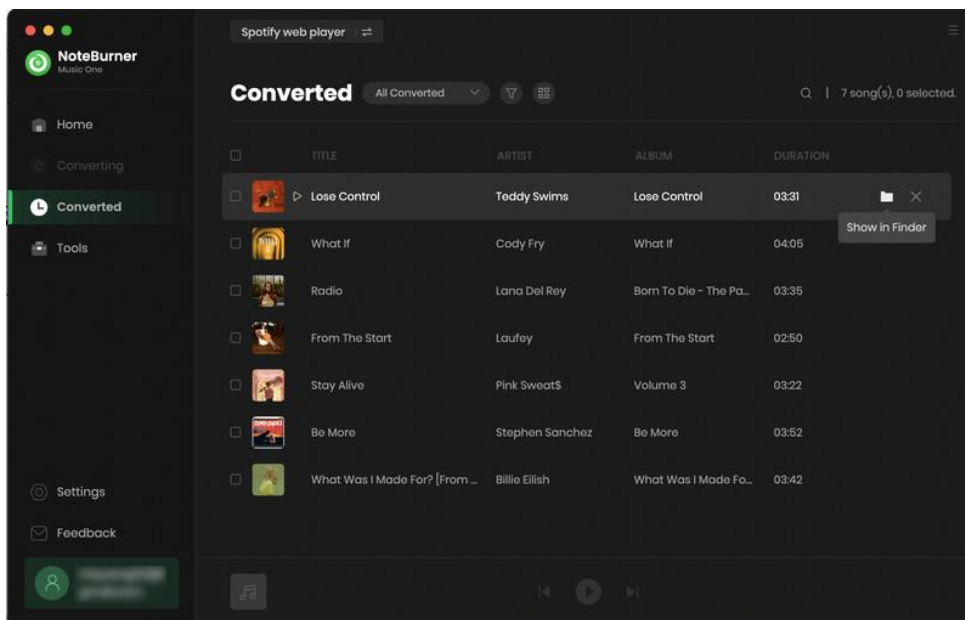 Spotify web player
NoteBurner
Music One
Converted
All Converted
7 song(s), 0 selected.
Home
Converting
Converted
Tools
TITLE ARTIST ALBUM DURATION
Lose Control Teddy Swims Lose Control 03:31
Show in Finder
What If Cody Fry What If 04:05
Radio Lana Del Rey Born To Die - The Pa... 03:35
From The Start Laufey From The Start 02:50
Stay Alive Pink Sweat$ Volume 3 03:22
Be More Stephen Sanchez Be More 03:52
What Was I Made For? [From ... Billie Eilish What Was I Made Fo... 03:42
Settings
Feedback